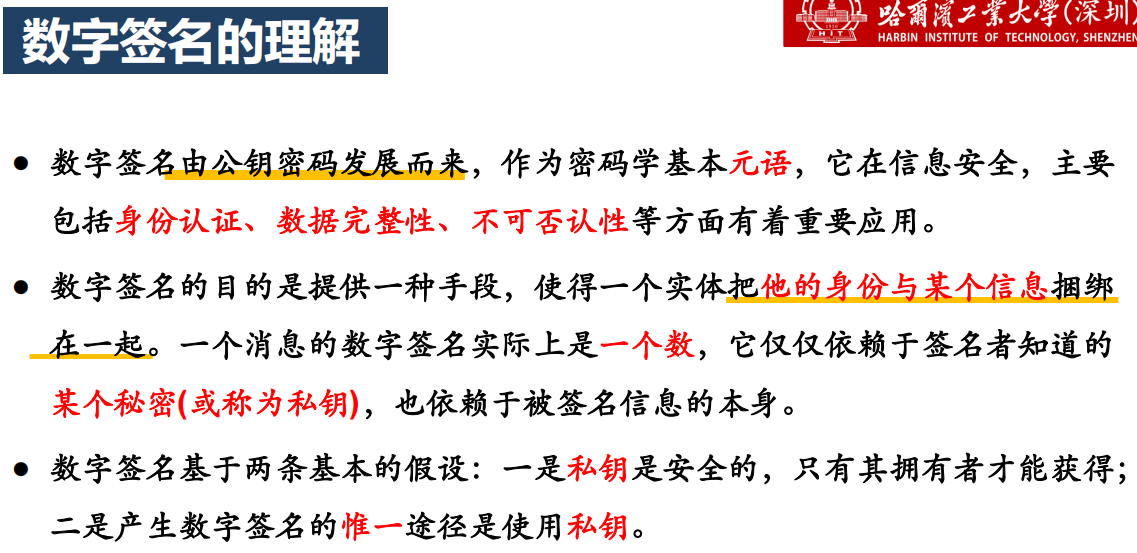 数字签名的理解
哈爾濱工業大學(深圳)
HARBIN INSTITUTE OF TECHNOLOGY, SHENZHEN
HIT
● 数字签名由公钥密码发展而来，作为密码学基本元语，它在信息安全，主要
包括身份认证、数据完整性、不可否认性等方面有着重要应用。
● 数字签名的目的是提供一种手段，使得一个实体把他的身份与某个信息捆绑
在一起。一个消息的数字签名实际上是一个数，它仅仅依赖于签名者知道的
某个秘密(或称为私钥)，也依赖于被签名信息的本身。
● 数字签名基于两条基本的假设：一是私钥是安全的，只有其拥有者才能获得；
二是产生数字签名的惟一途径是使用私钥。